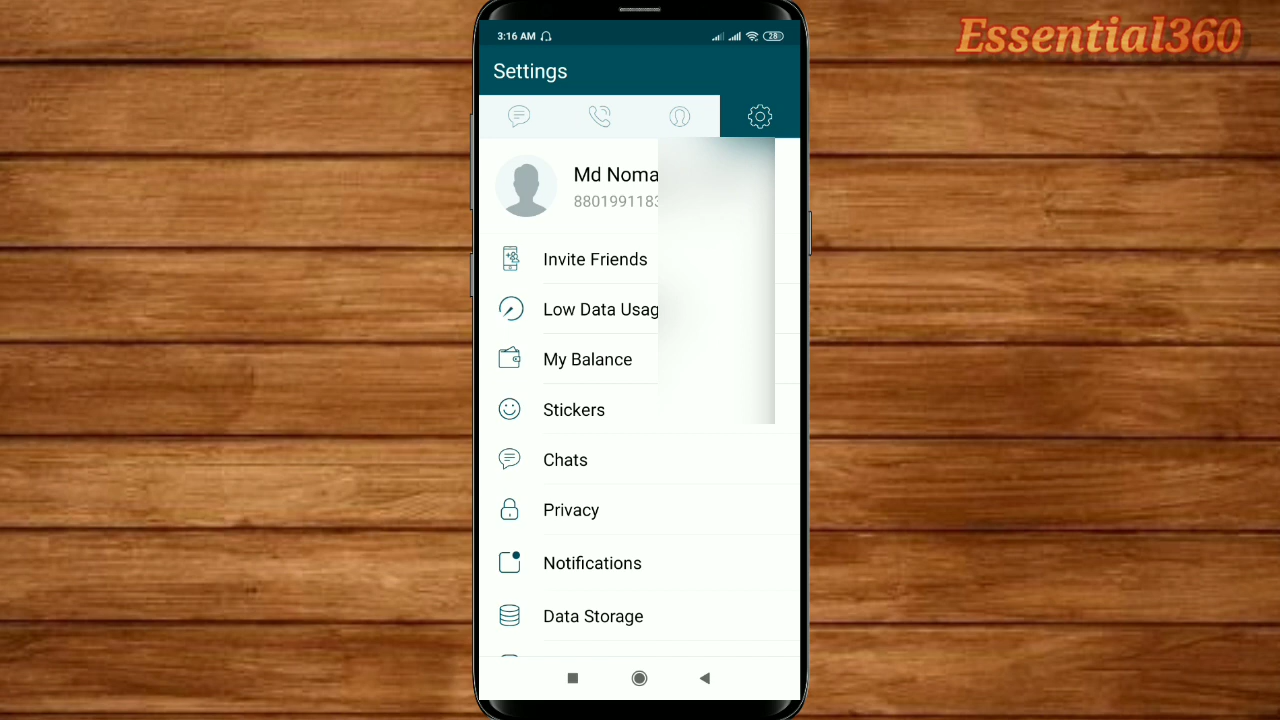 Essential360
3:16 AM
28
Settings
Md Noma
8801991183
Invite Friends
Low Data Usag
My Balance
Stickers
Chats
Privacy
Notifications
Data Storage